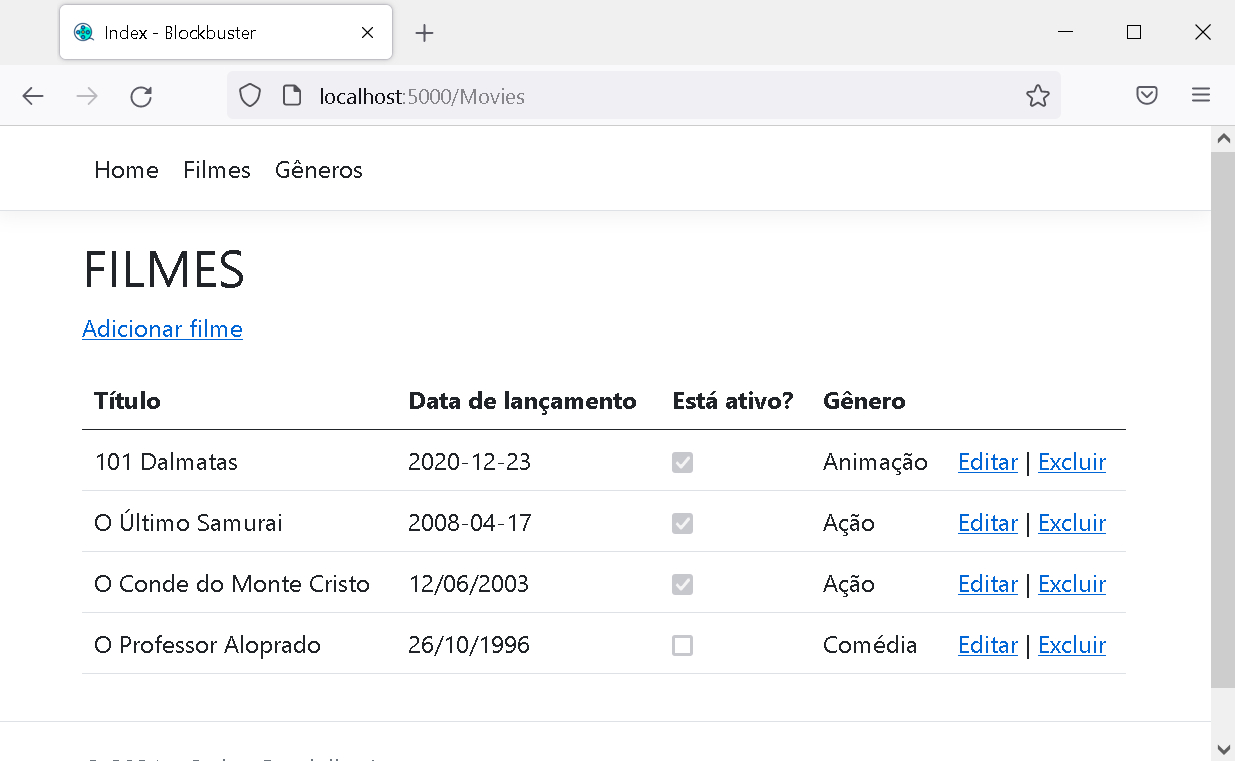 Index - Blockbuster
localhost:5000/Movies
Home Filmes Gêneros
FILMES
Adicionar filme
Título Data de lançamento Está ativo? Gênero
101 Dalmatas 2020-12-23 Animação Editar | Excluir
O Último Samurai 2008-04-17 Ação Editar | Excluir
O Conde do Monte Cristo 12/06/2003 Ação Editar | Excluir
O Professor Aloprado 26/10/1996 Comédia Editar | Excluir